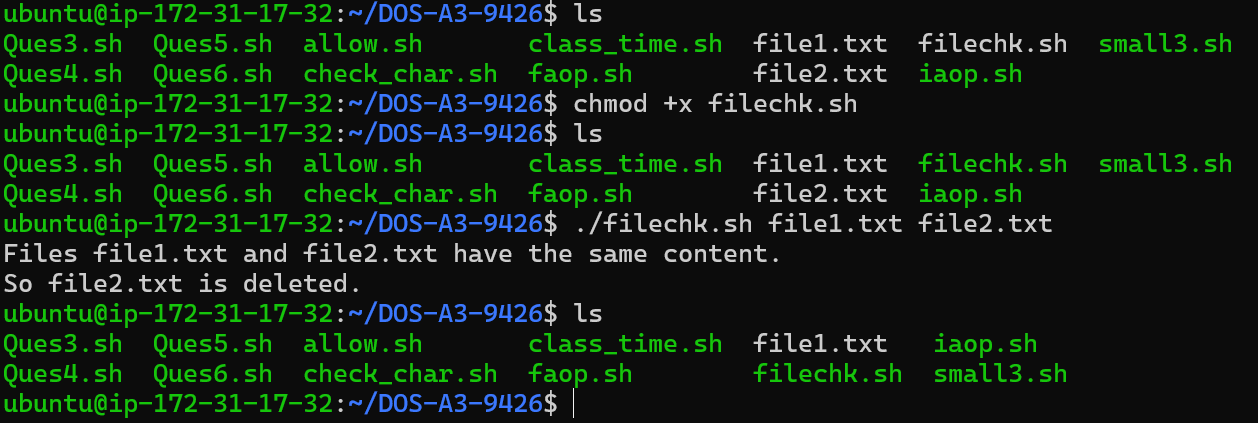 ubuntu@ip-172-31-17-32:~/DOS-A3-9426$ ls
Ques3.sh  Ques5.sh  allow.sh       class_time.sh  file1.txt  filechk.sh  small3.sh
Ques4.sh  Ques6.sh  check_char.sh  faop.sh        file2.txt  iaop.sh
ubuntu@ip-172-31-17-32:~/DOS-A3-9426$ chmod +x filechk.sh
ubuntu@ip-172-31-17-32:~/DOS-A3-9426$ ls
Ques3.sh  Ques5.sh  allow.sh       class_time.sh  file1.txt  filechk.sh  small3.sh
Ques4.sh  Ques6.sh  check_char.sh  faop.sh        file2.txt  iaop.sh
ubuntu@ip-172-31-17-32:~/DOS-A3-9426$ ./filechk.sh file1.txt file2.txt
Files file1.txt and file2.txt have the same content.
So file2.txt is deleted.
ubuntu@ip-172-31-17-32:~/DOS-A3-9426$ ls
Ques3.sh  Ques5.sh  allow.sh       class_time.sh  file1.txt   iaop.sh
Ques4.sh  Ques6.sh  check_char.sh  faop.sh        filechk.sh  small3.sh
ubuntu@ip-172-31-17-32:~/DOS-A3-9426$